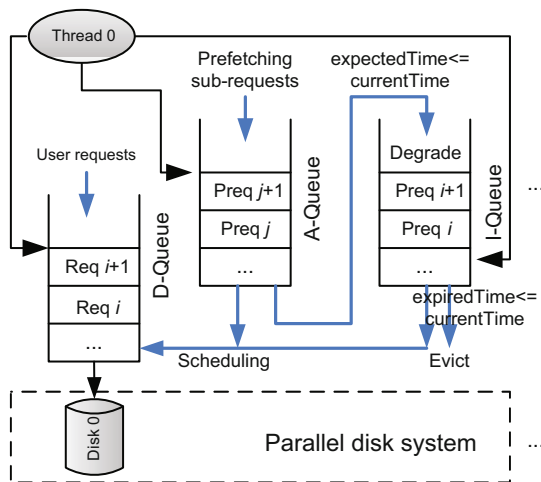 Thread 0
Prefetching
sub-requests
expectedTime<=
currentTime
User requests
Degrade
Preq j+1
Preq i+1
Preq j
Preq i
...
...
A-Queue
I-Queue
...
D-Queue
Req i+1
Req i
...
expiredTime<=
currentTime
Scheduling
Evict
Disk 0
Parallel disk system
...